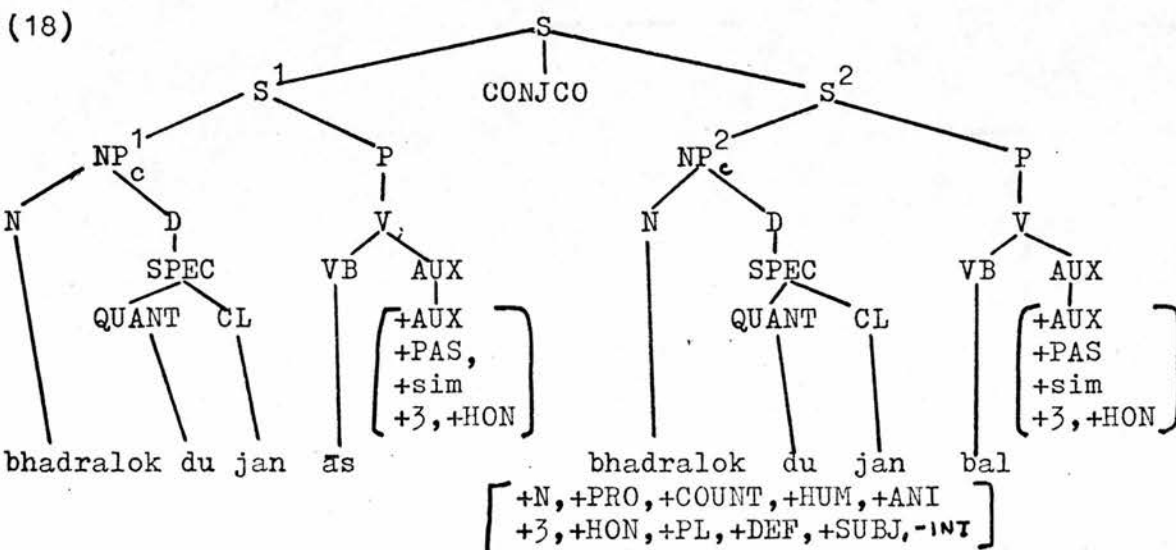 (18)
S
S1 CONJCO S2
NPc1 P NPc2 P
N D V, N D V
SPEC VB AUX SPEC VB AUX
QUANT CL +AUX QUANT CL +AUX
+PAS, +PAS
+sim +sim
+3,+HON +3,+HON
bhadralok du jan as bhadralok du jan bal
+N,+PRO,+COUNT,+HUM,+ANI
+3,+HON,+PL,+DEF,+SUBJ,-INT